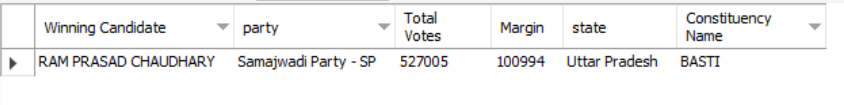 Winning Candidate party Total Votes Margin state Constituency Name
RAM PRASAD CHAUDHARY Samajwadi Party - SP 527005 100994 Uttar Pradesh BASTI